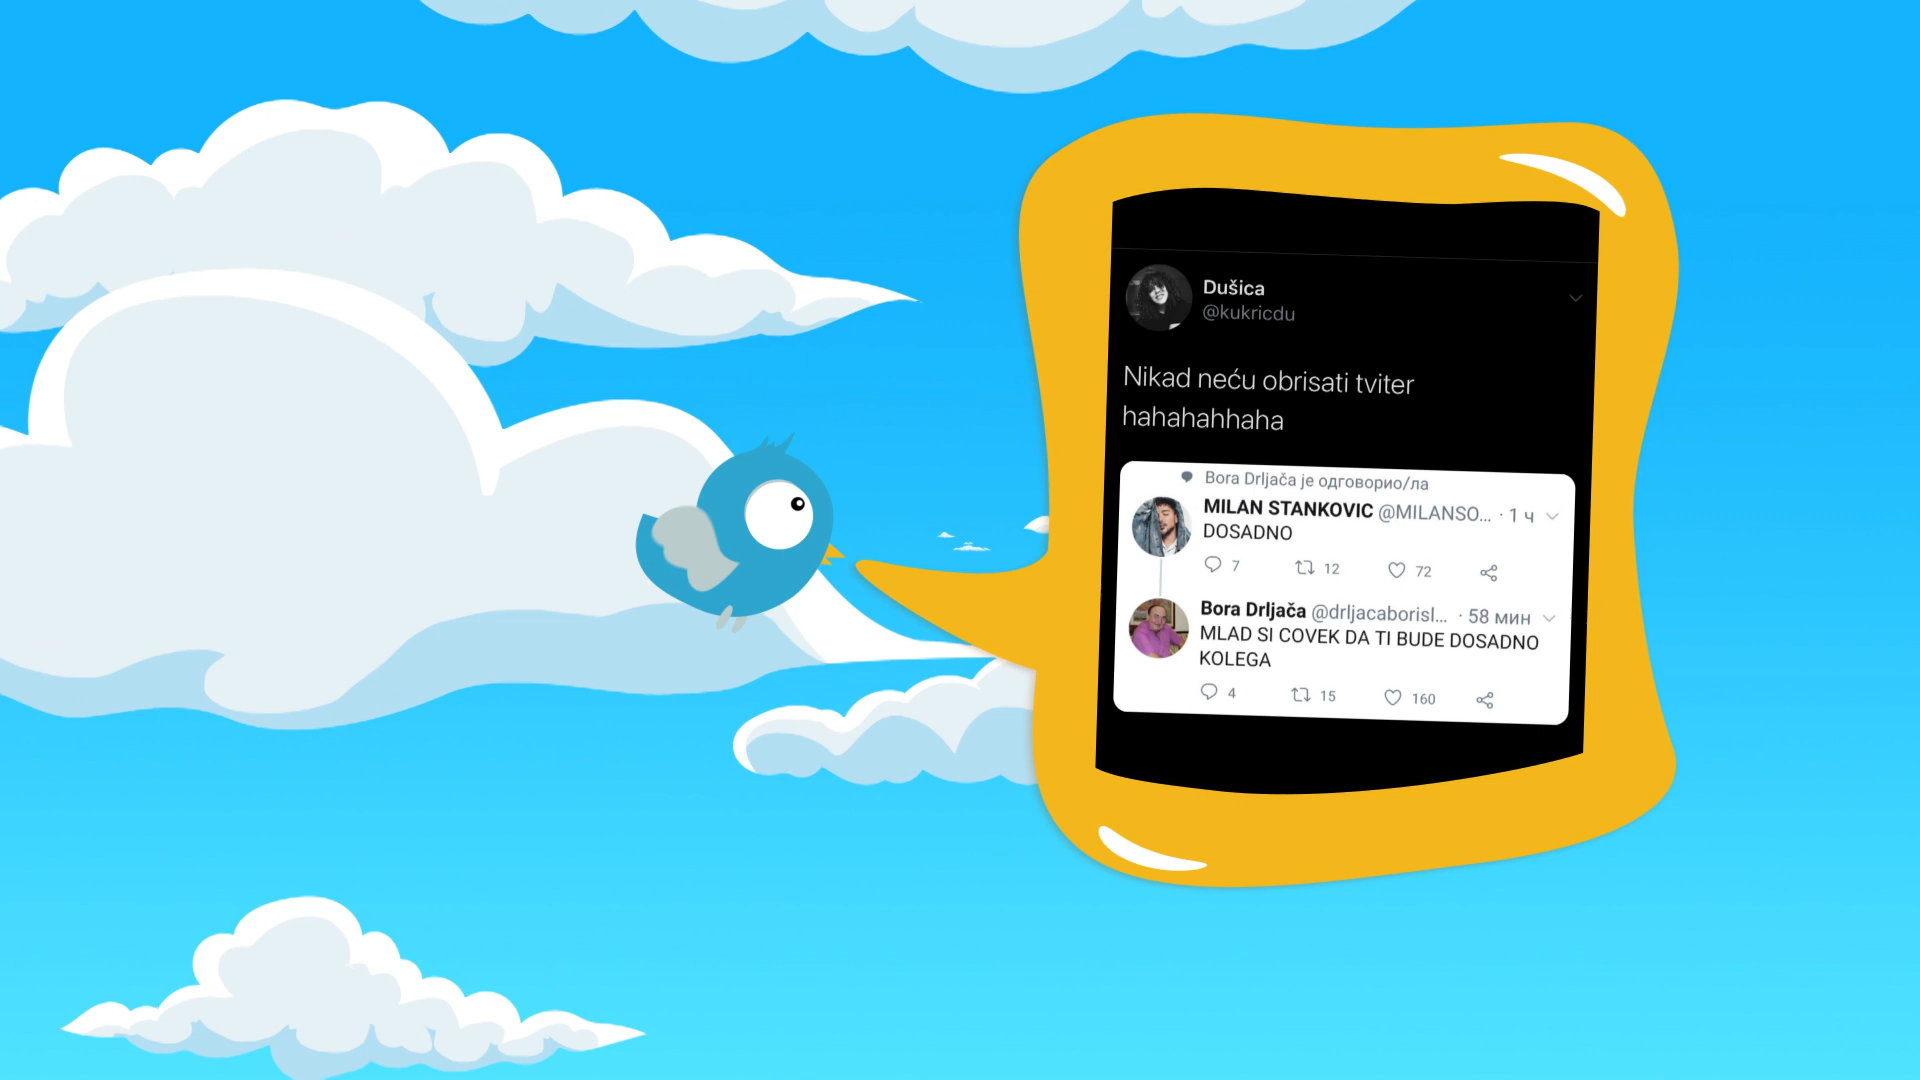 Dušica
@kukricdu
Nikad neću obrisati tviter
hahahahhaha
Bora Drljača je одговорио/ла
MILAN STANKOVIC @MILANSO... · 1 ч
DOSADNO
7 12 72
Bora Drljača @drljacaborisl... · 58 мин
MLAD SI COVEK DA TI BUDE DOSADNO
KOLEGA
4 15 160